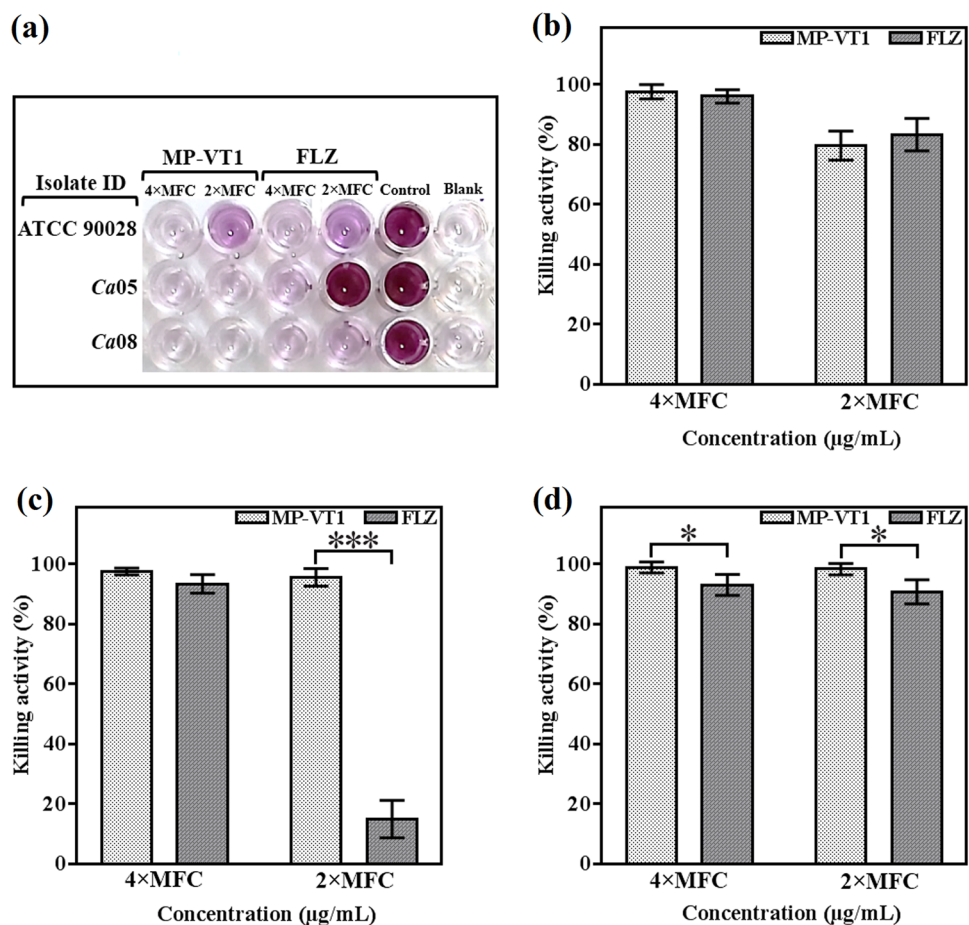 (a)
MP-VT1 FLZ
Isolate ID 4×MFC 2×MFC 4×MFC 2×MFC Control Blank
ATCC 90028
Ca05
Ca08
(b)
MP-VT1 FLZ
100
80
60
40
20
0
Killing activity (%)
4×MFC 2×MFC
Concentration (µg/mL)
(c)
MP-VT1 FLZ
***
100
80
60
40
20
0
Killing activity (%)
4×MFC 2×MFC
Concentration (µg/mL)
(d)
MP-VT1 FLZ
* *
100
80
60
40
20
0
Killing activity (%)
4×MFC 2×MFC
Concentration (µg/mL)